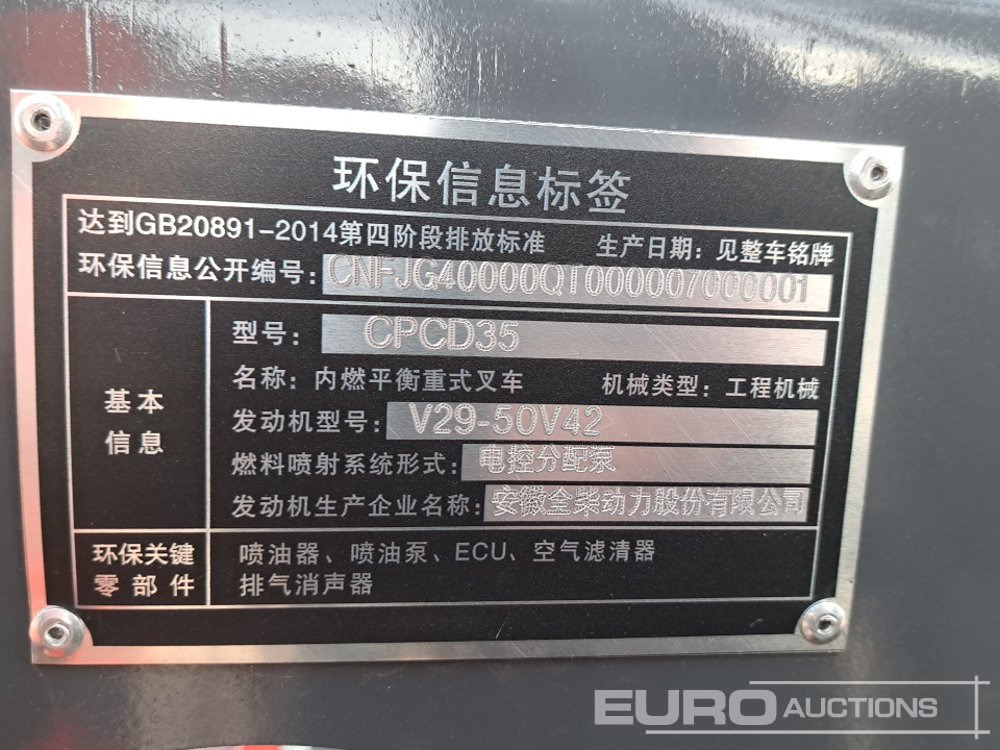 环保信息标签
达到GB20891-2014第四阶段排放标准 生产日期：见整车铭牌
环保信息公开编号：CNFJG40000QT000007000001
基本信息
型号：CPCD35
名称：内燃平衡重式叉车 机械类型：工程机械
发动机型号：V29-50V42
燃料喷射系统形式：电控分配泵
发动机生产企业名称：安徽全柴动力股份有限公司
环保关键零部件
喷油器、喷油泵、ECU、空气滤清器
排气消声器
EURO AUCTIONS